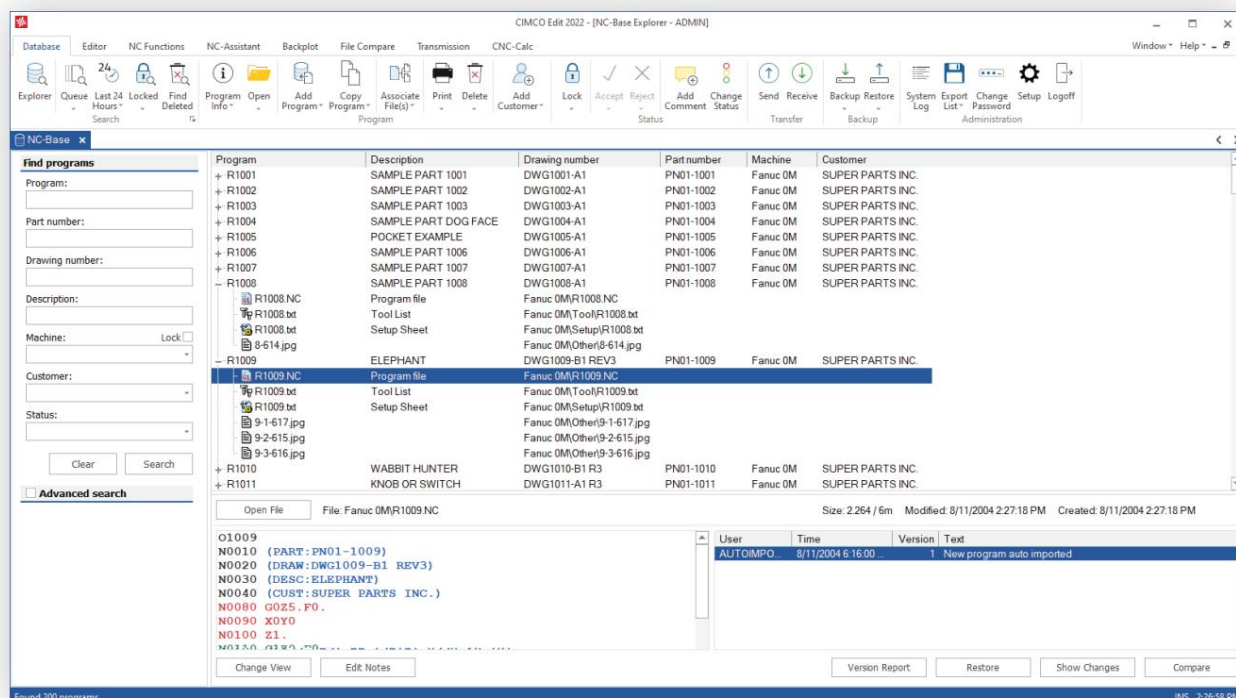 CIMCO Edit 2022 - [NC-Base Explorer - ADMIN]
Database Editor NC Functions NC-Assistant Backplot File Compare Transmission CNC-Calc Window Help
Explorer Queue Last 24 Hours Locked Find Deleted Program Info Open Add Program Copy Program Associate File(s) Print Delete Add Customer Lock Accept Reject Add Comment Change Status Send Receive Backup Restore System Log Export List Change Password Setup Logoff
Search Program Status Transfer Backup Administration
NC-Base
Find programs
Program:
Part number:
Drawing number:
Description:
Machine: Lock
Customer:
Status:
Clear Search
Advanced search
Program Description Drawing number Part number Machine Customer
R1001 SAMPLE PART 1001 DWG1001-A1 PN01-1001 Fanuc 0M SUPER PARTS INC.
R1002 SAMPLE PART 1002 DWG1002-A1 PN01-1002 Fanuc 0M SUPER PARTS INC.
R1003 SAMPLE PART 1003 DWG1003-A1 PN01-1003 Fanuc 0M SUPER PARTS INC.
R1004 SAMPLE PART DOG FACE DWG1004-A1 PN01-1004 Fanuc 0M SUPER PARTS INC.
R1005 POCKET EXAMPLE DWG1005-A1 PN01-1005 Fanuc 0M SUPER PARTS INC.
R1006 SAMPLE PART 1006 DWG1006-A1 PN01-1006 Fanuc 0M SUPER PARTS INC.
R1007 SAMPLE PART 1007 DWG1007-A1 PN01-1007 Fanuc 0M SUPER PARTS INC.
R1008 SAMPLE PART 1008 DWG1008-A1 PN01-1008 Fanuc 0M SUPER PARTS INC.
R1008.NC Program file Fanuc 0M\R1008.NC
R1008.txt Tool List Fanuc 0M\Tool\R1008.txt
R1008.txt Setup Sheet Fanuc 0M\Setup\R1008.txt
8-614.jpg Fanuc 0M\Other\8-614.jpg
R1009 ELEPHANT DWG1009-B1 REV3 PN01-1009 Fanuc 0M SUPER PARTS INC.
R1009.NC Program file Fanuc 0M\R1009.NC
R1009.txt Tool List Fanuc 0M\Tool\R1009.txt
R1009.txt Setup Sheet Fanuc 0M\Setup\R1009.txt
9-1-617.jpg Fanuc 0M\Other\9-1-617.jpg
9-2-615.jpg Fanuc 0M\Other\9-2-615.jpg
9-3-616.jpg Fanuc 0M\Other\9-3-616.jpg
R1010 WABBIT HUNTER DWG1010-B1 R3 PN01-1010 Fanuc 0M SUPER PARTS INC.
R1011 KNOB OR SWITCH DWG1011-A1 R3 PN01-1011 Fanuc 0M SUPER PARTS INC.
Open File File: Fanuc 0M\R1009.NC Size: 2.264 / 6m Modified: 8/11/2004 2:27:18 PM Created: 8/11/2004 2:27:18 PM
O1009
N0010 (PART:PN01-1009)
N0020 (DRAW:DWG1009-B1 REV3)
N0030 (DESC:ELEPHANT)
N0040 (CUST:SUPER PARTS INC.)
N0080 G0Z5.F0.
N0090 X0Y0
N0100 Z1.
User Time Version Text
AUTOIMPO... 8/11/2004 6:16:00 ... 1 New program auto imported
Change View Edit Notes Version Report Restore Show Changes Compare
Found 200 programs INS 2:26:58 PM